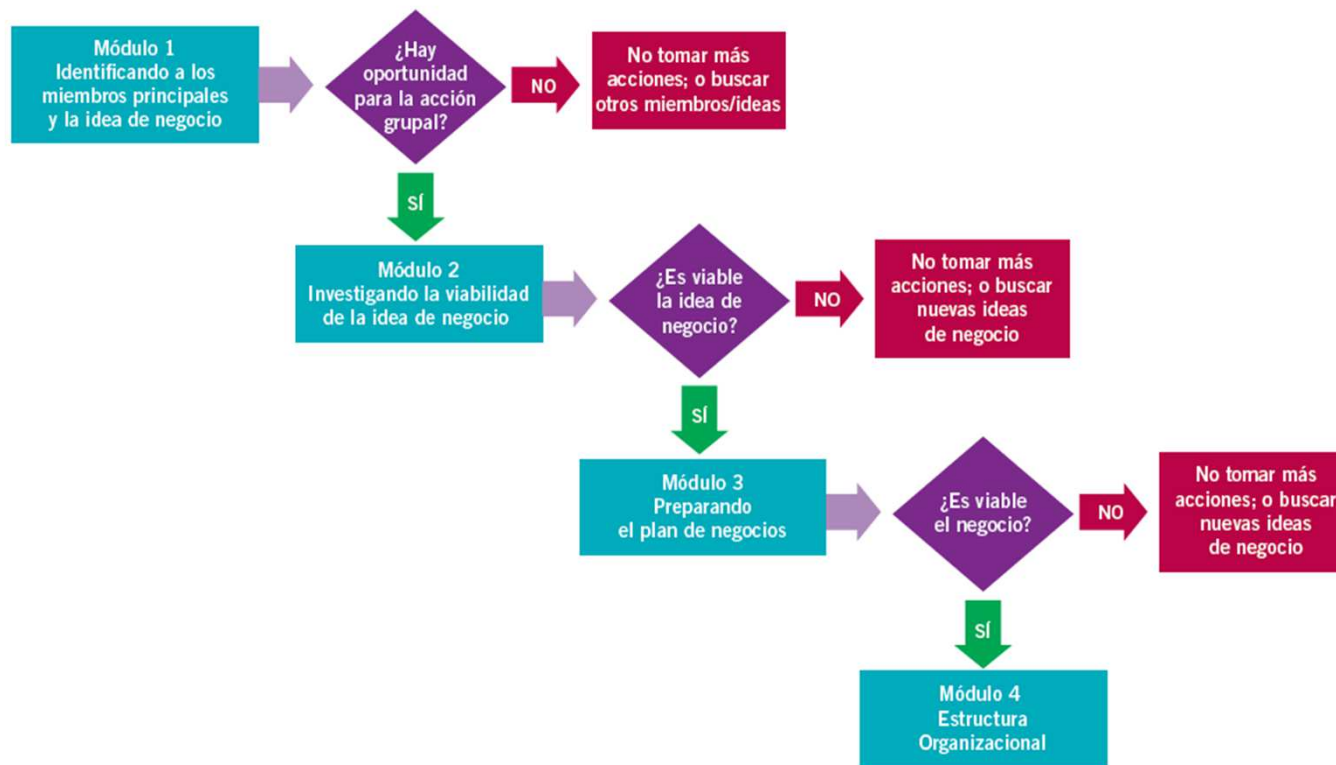 Módulo 1
Identificando a los
miembros principales
y la idea de negocio
¿Hay
oportunidad
para la acción
grupal?
NO
No tomar más
acciones; o buscar
otros miembros/ideas
SÍ
Módulo 2
Investigando la viabilidad
de la idea de negocio
¿Es viable
la idea de
negocio?
NO
No tomar más
acciones; o buscar
nuevas ideas
de negocio
SÍ
Módulo 3
Preparando
el plan de negocios
¿Es viable
el negocio?
NO
No tomar más
acciones; o buscar
nuevas ideas
de negocio
SÍ
Módulo 4
Estructura
Organizacional